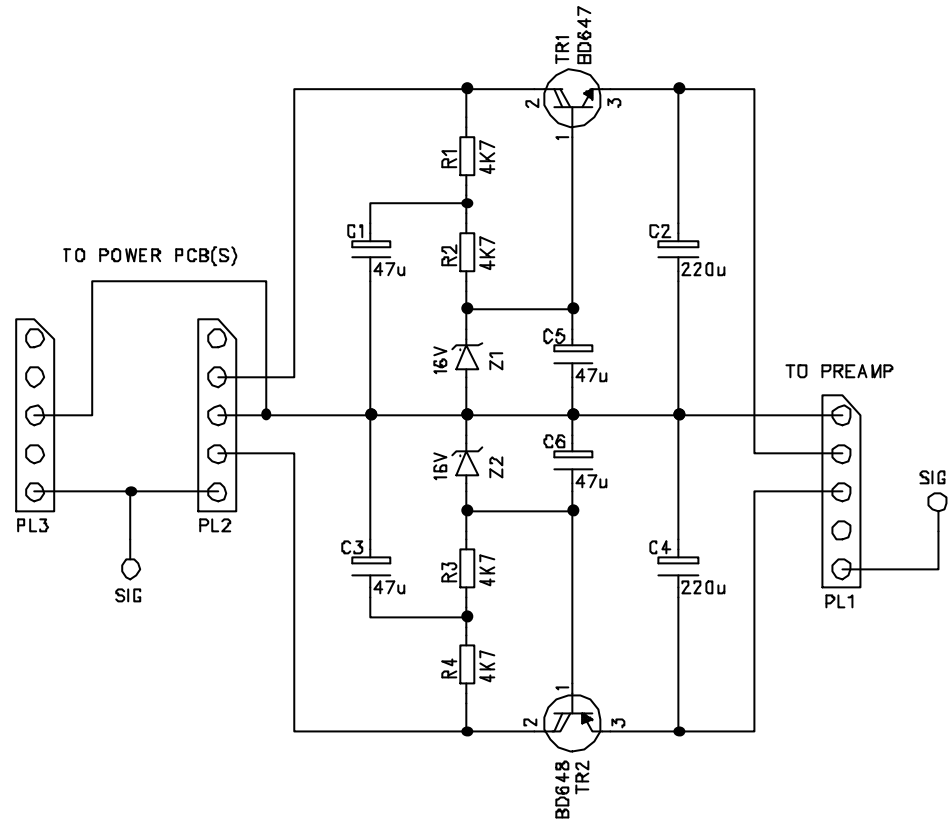 TR1
BD647
2
3
1
R1
4K7
C1
47u
R2
4K7
C2
220u
TO POWER PCB(S)
16V
Z1
C5
47u
TO PREAMP
16V
Z2
C6
47u
SIG
PL3
PL2
C3
47u
R3
4K7
C4
220u
SIG
PL1
R4
4K7
1
2
3
BD648
TR2